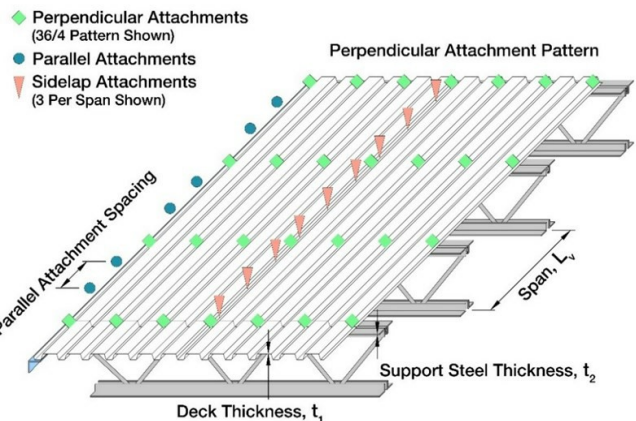 Perpendicular Attachments
(36/4 Pattern Shown)
Parallel Attachments
Sidelap Attachments
(3 Per Span Shown)
Perpendicular Attachment Pattern
Parallel Attachment Spacing
Span, Lᵥ
Support Steel Thickness, t₂
Deck Thickness, t₁